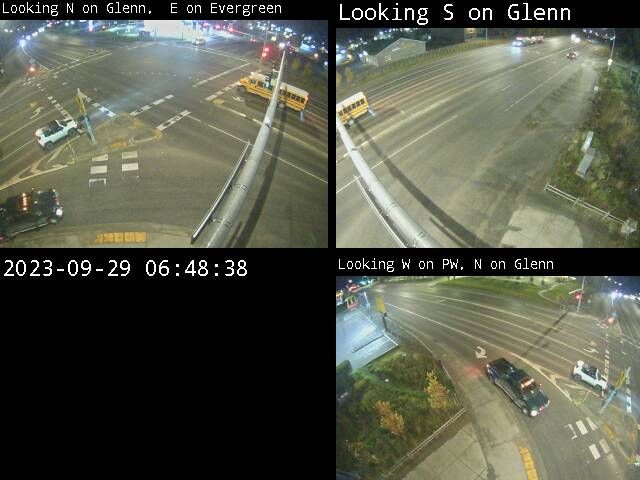 Looking N on Glenn,  E on Evergreen
Looking S on Glenn
2023-09-29 06:48:38
Looking W on PW, N on Glenn